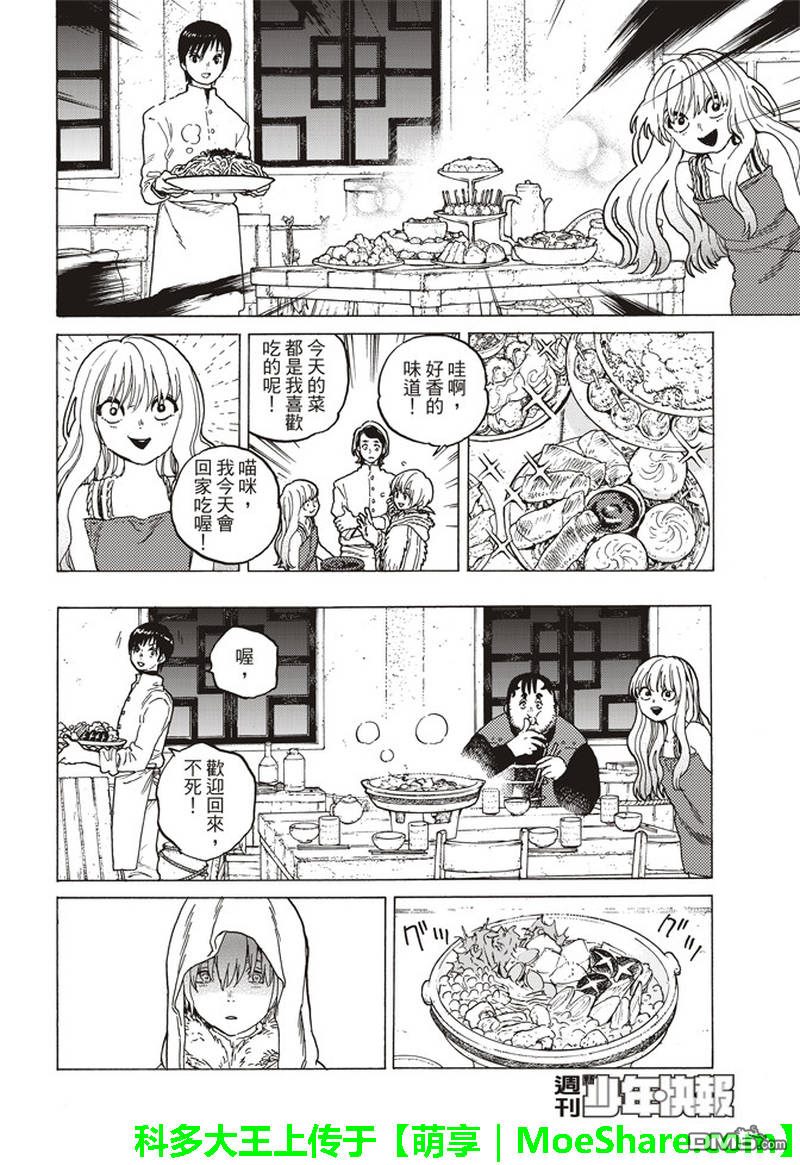 哇啊，
好香的
味道！
今天的菜
都是我喜歡
吃的呢！
喵咪，
我今天會
回家吃喔！
喔，
歡迎回來，
不死！
グツ
グツ
週刊
少年快報
科多大王上传于【萌享｜MoeShare
DM5.com